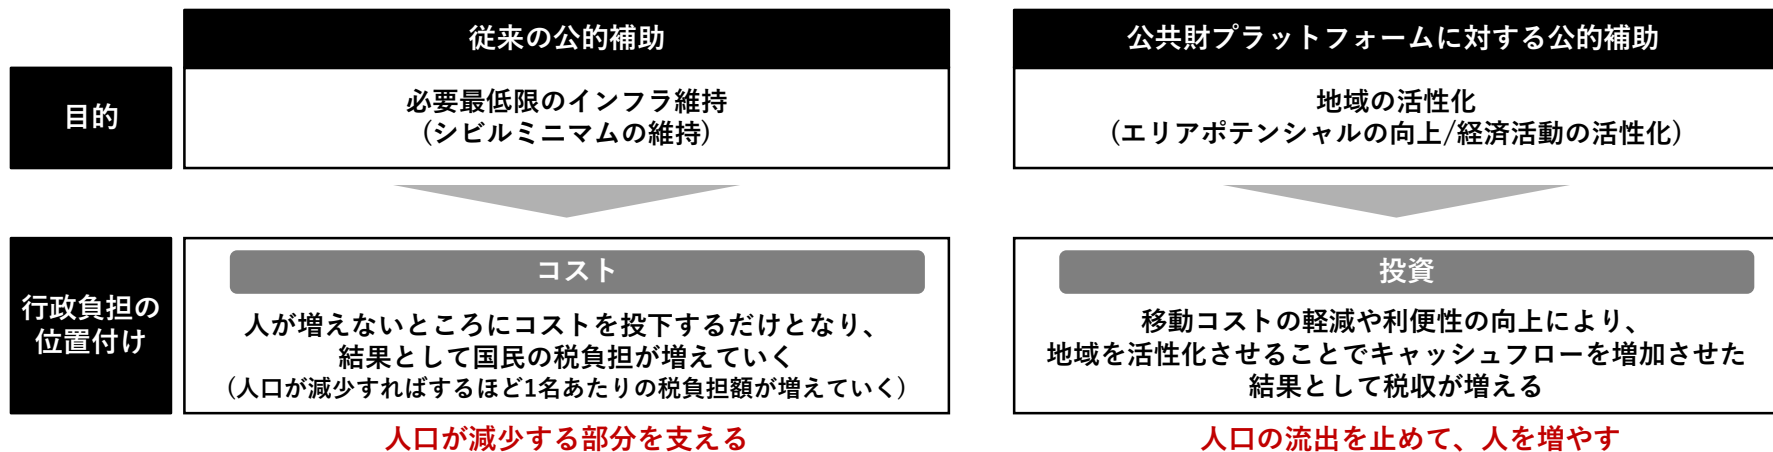 従来の公的補助
公共財プラットフォームに対する公的補助
目的
必要最低限のインフラ維持
(シビルミニマムの維持)
地域の活性化
(エリアポテンシャルの向上/経済活動の活性化)
行政負担の
位置付け
コスト
人が増えないところにコストを投下するだけとなり、
結果として国民の税負担が増えていく
(人口が減少すればするほど1名あたりの税負担額が増えていく)
人口が減少する部分を支える
投資
移動コストの軽減や利便性の向上により、
地域を活性化させることでキャッシュフローを増加させた
結果として税収が増える
人口の流出を止めて、人を増やす